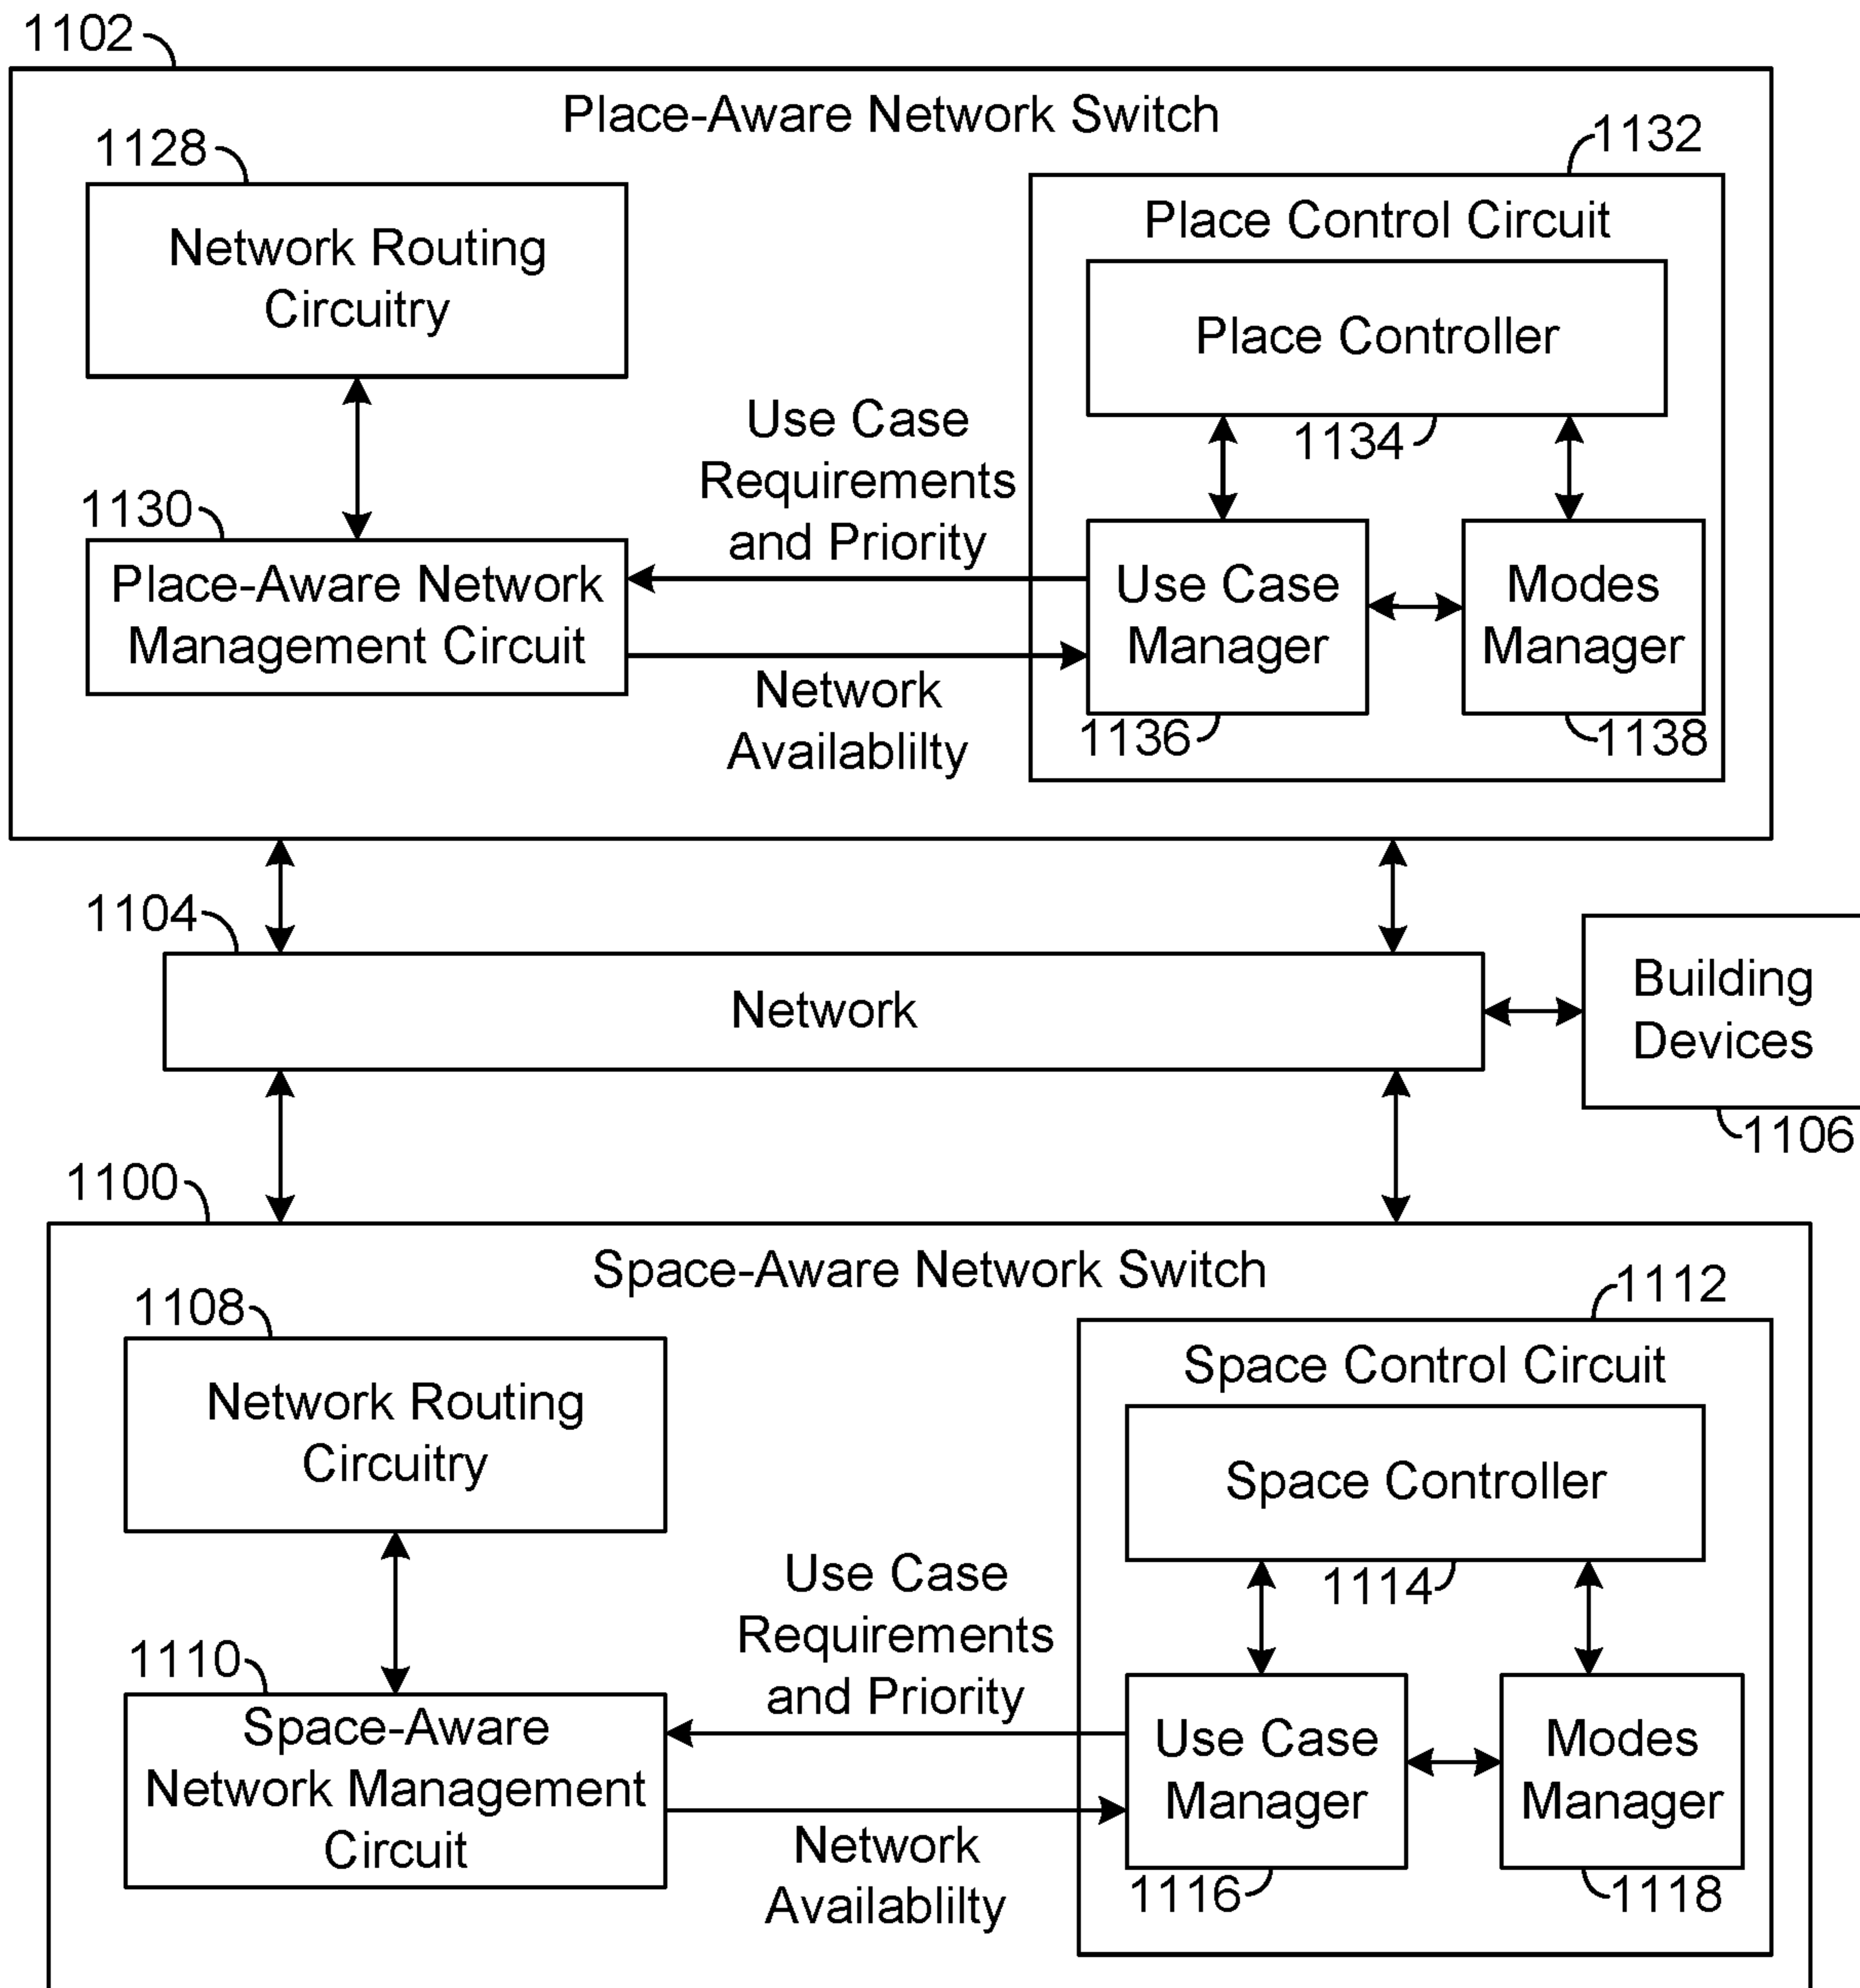 1102
Place-Aware Network Switch
1128
1132
Network Routing
Circuitry
Place Control Circuit
Place Controller
1134
Use Case
Requirements
and Priority
1130
Place-Aware Network
Management Circuit
Use Case
Manager
Modes
Manager
Network
Availablilty
1136
1138
1104
Network
Building
Devices
1106
1100
Space-Aware Network Switch
1108
1112
Network Routing
Circuitry
Space Control Circuit
Space Controller
1114
Use Case
Requirements
and Priority
1110
Space-Aware
Network Management
Circuit
Use Case
Manager
Modes
Manager
Network
Availablilty
1116
1118